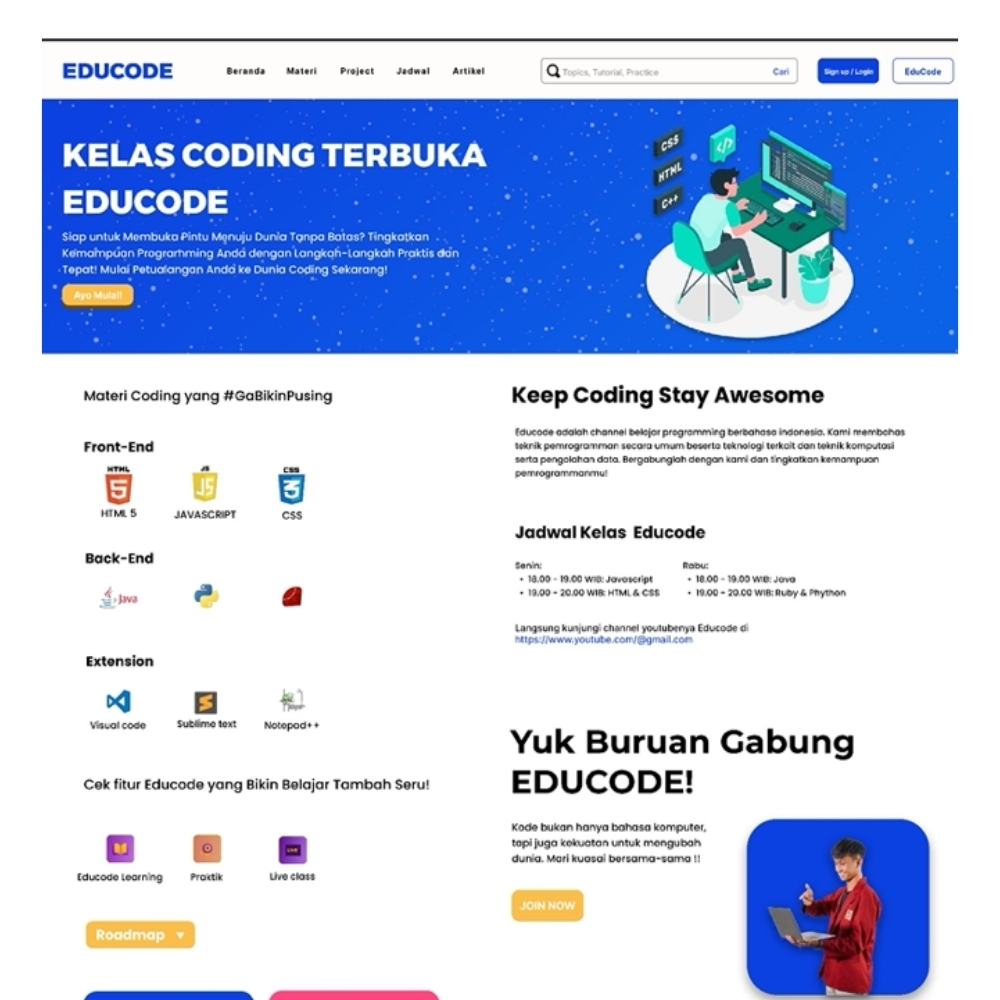 EDUCODE
Beranda Materi Project Jadwal Artikel
Topics, Tutorial, Practice Cari
Sign up / Login
EduCode
KELAS CODING TERBUKA
EDUCODE
Siap untuk Membuka Pintu Menuju Dunia Tanpa Batas? Tingkatkan
Kemampuan Programming Anda dengan Langkah-Langkah Praktis dan
Tepat! Mulai Petualangan Anda ke Dunia Coding Sekarang!
Ayo Mulai!
CSS
HTML
C++
</>
Materi Coding yang #GaBikinPusing
Front-End
HTML JS CSS
5 JS 3
HTML 5 JAVASCRIPT CSS
Back-End
Java
Extension
Visual code Sublime text Notepad++
Cek fitur Educode yang Bikin Belajar Tambah Seru!
LIVE
Educode Learning Praktik Live class
Roadmap
Keep Coding Stay Awesome
Educode adalah channel belajar programming berbahasa indonesia. Kami membahas
teknik pemrogramman secara umum beserta teknologi terkait dan teknik komputasi
serta pengolahan data. Bergabunglah dengan kami dan tingkatkan kemampuan
pemrogrammanmu!
Jadwal Kelas Educode
Senin:
• 18.00 - 19.00 WIB: Javascript
• 19.00 - 20.00 WIB: HTML & CSS
Rabu:
• 18.00 - 19.00 WIB: Java
• 19.00 - 20.00 WIB: Ruby & Phython
Langsung kunjungi channel youtubenya Educode di
https://www.youtube.com/@gmail.com
Yuk Buruan Gabung
EDUCODE!
Kode bukan hanya bahasa komputer,
tapi juga kekuatan untuk mengubah
dunia. Mari kuasai bersama-sama !!
JOIN NOW